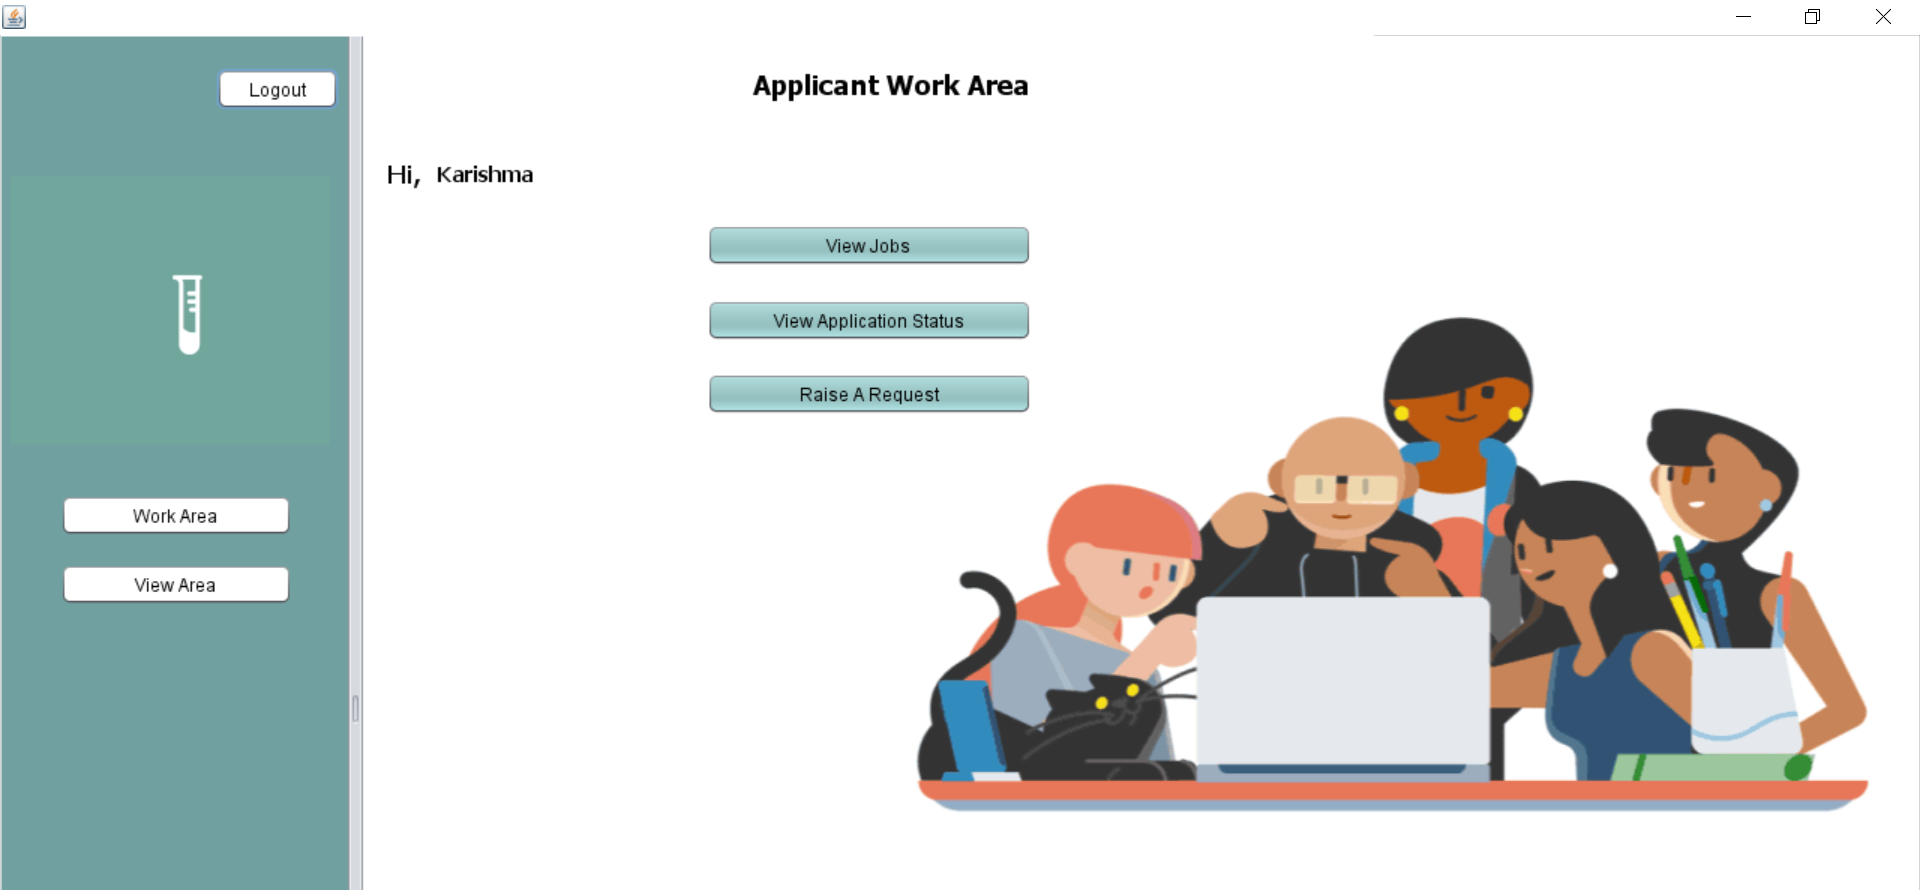 Logout
Applicant Work Area
Hi, Karishma
View Jobs
View Application Status
Raise A Request
Work Area
View Area